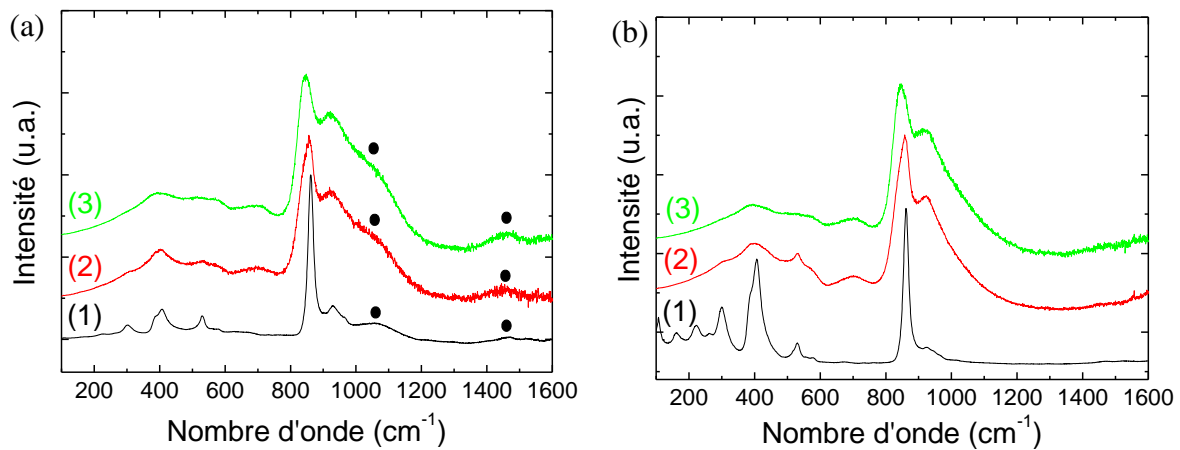 (a)
Intensité (u.a.)
(3)
(2)
(1)
200 400 600 800 1000 1200 1400 1600
Nombre d'onde (cm⁻¹)
(b)
Intensité (u.a.)
(3)
(2)
(1)
200 400 600 800 1000 1200 1400 1600
Nombre d'onde (cm⁻¹)